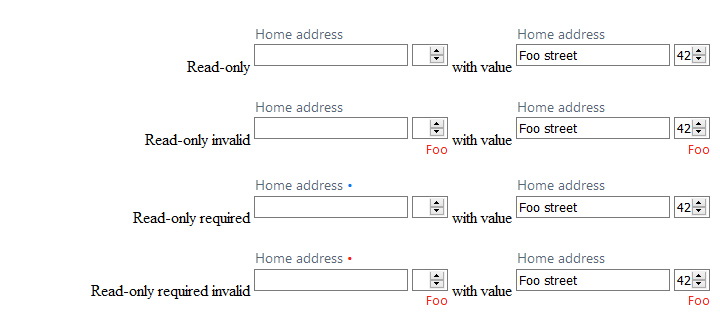 Home address Home address
Read-only with value Foo street 42
Home address Home address
Read-only invalid with value Foo street 42
Foo Foo
Home address • Home address
Read-only required with value Foo street 42
Home address • Home address
Read-only required invalid with value Foo street 42
Foo Foo